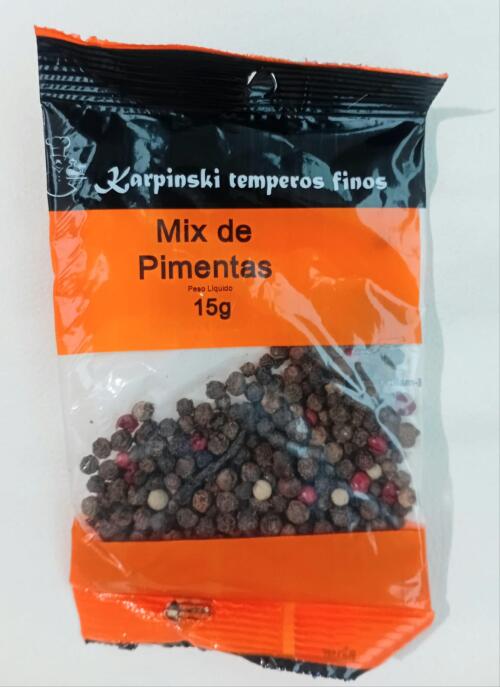 Karpinski temperos finos
Mix de
Pimentas
Peso Líquido
15g